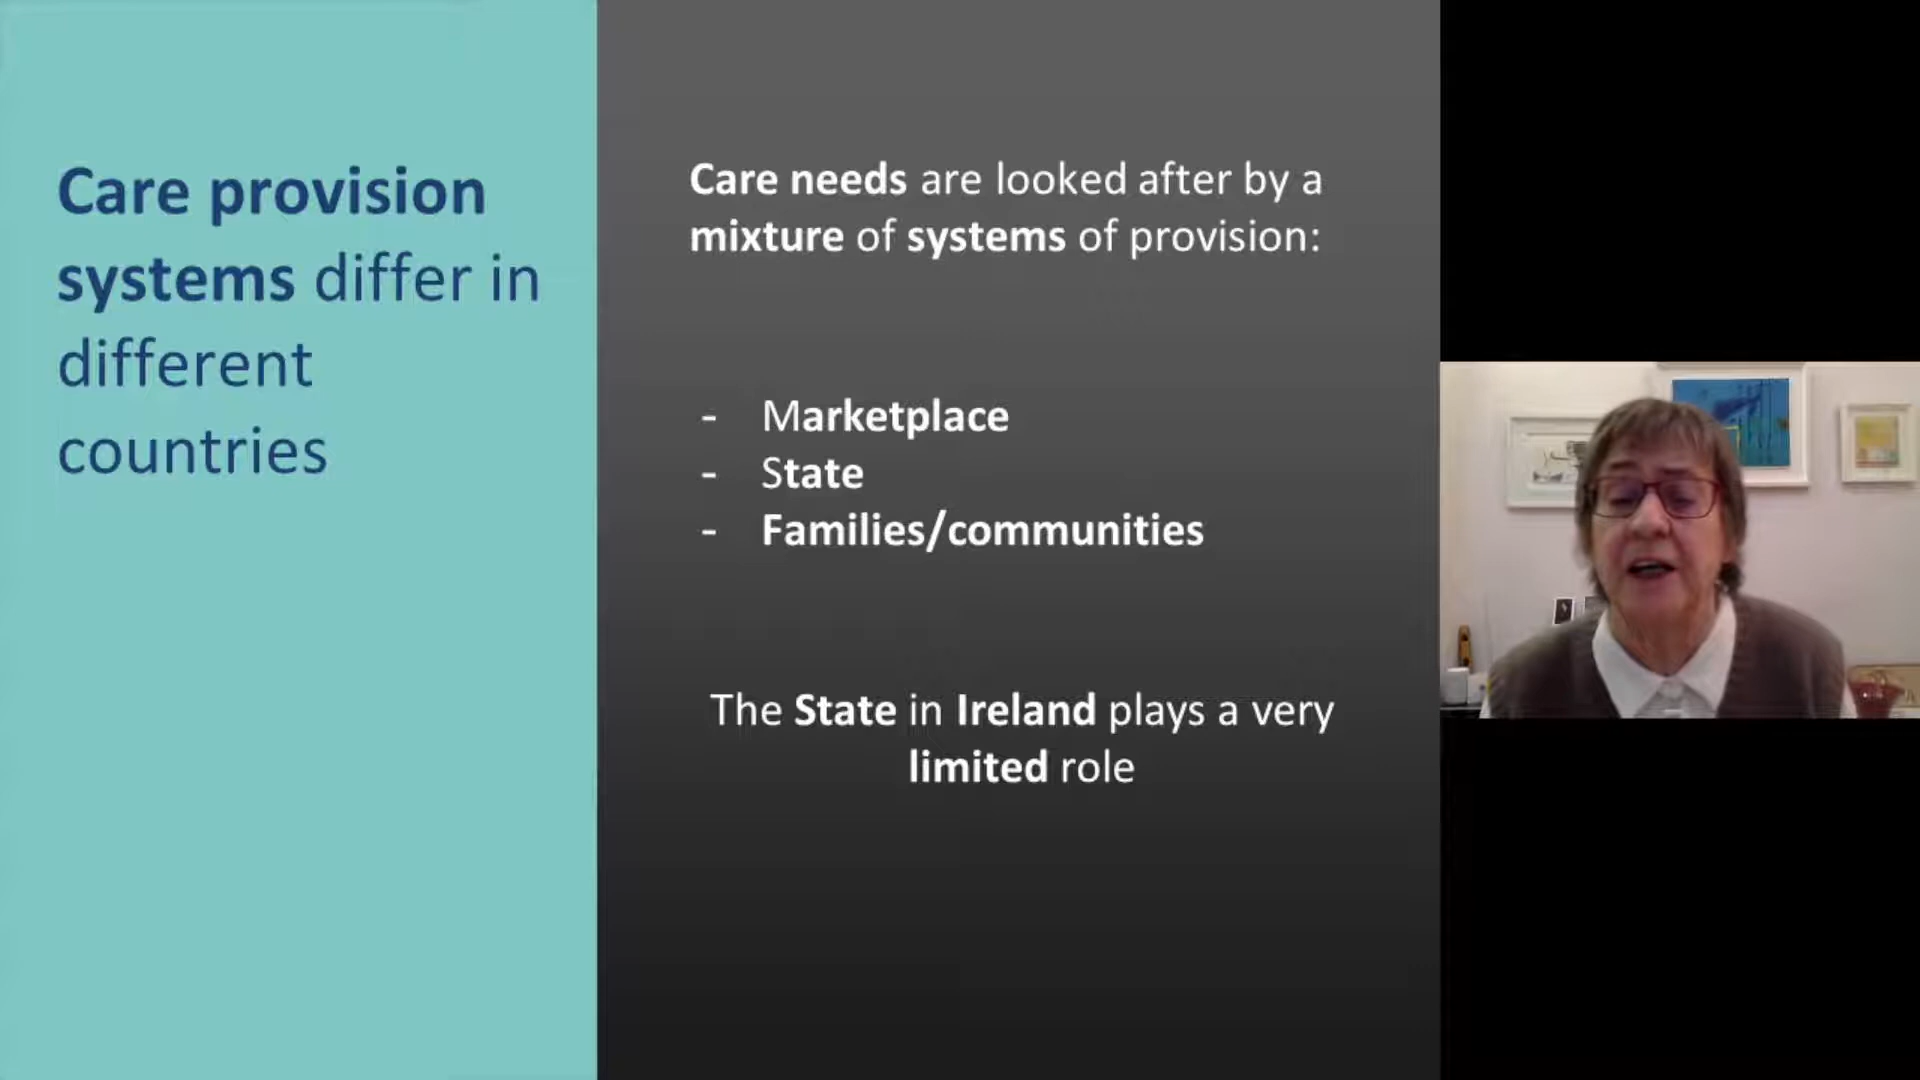 Care provision
systems differ in
different
countries
Care needs are looked after by a
mixture of systems of provision:
- Marketplace
- State
- Families/communities
The State in Ireland plays a very
limited role